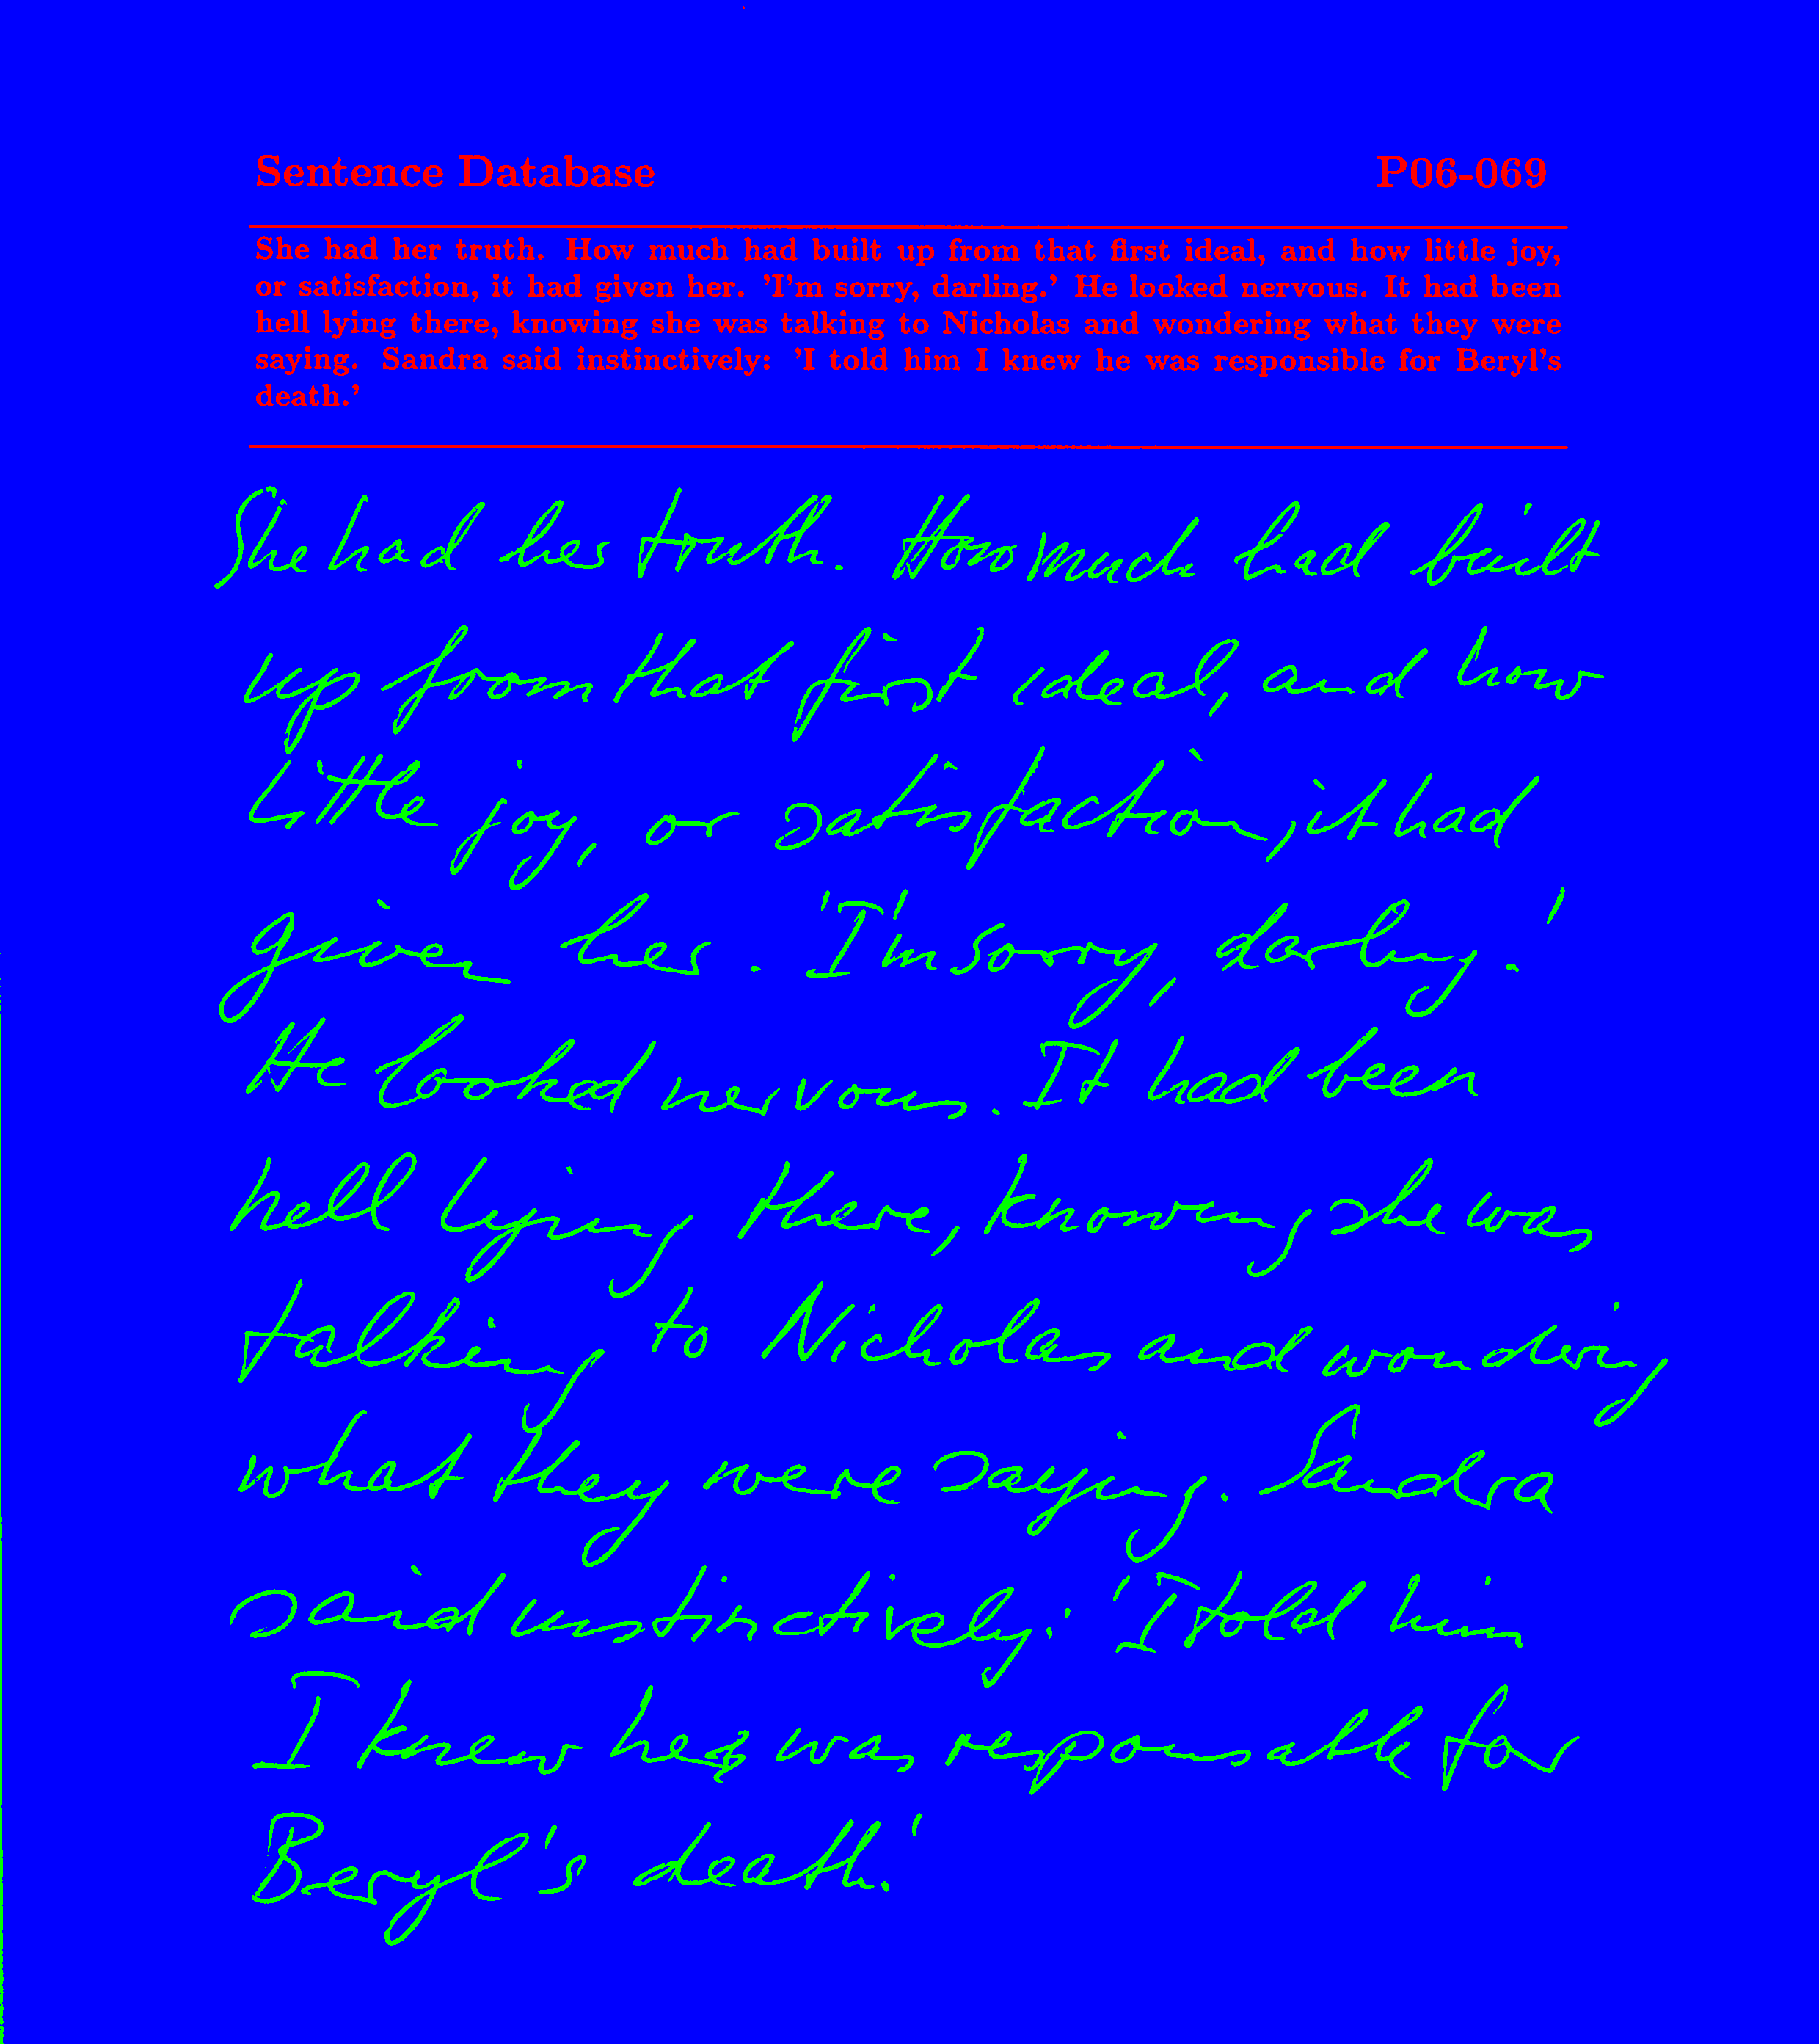 Sentence Database P06-069
She had her truth. How much had built up from that first ideal, and how little joy,
or satisfaction, it had given her. 'I'm sorry, darling.' He looked nervous. It had been
hell lying there, knowing she was talking to Nicholas and wondering what they were
saying. Sandra said instinctively: 'I told him I knew he was responsible for Beryl's
death.'
She had her truth. How much had built
up from that first ideal, and how
little joy, or satisfaction, it had
given her. 'I'm sorry, darling.'
He looked nervous. It had been
hell lying there, knowing she was
talking to Nicholas and wondering
what they were saying. Sandra
said instinctively: 'I told him
I knew he was responsable for
Beryl's death.'